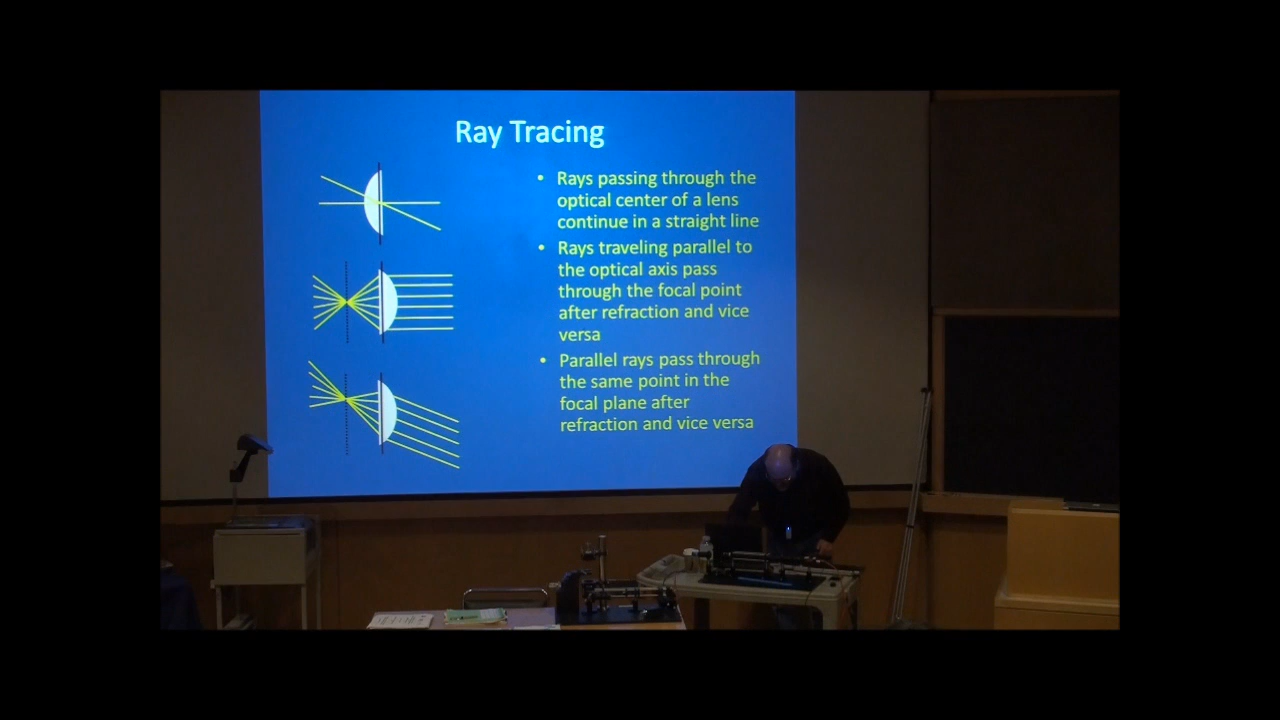 Ray Tracing
• Rays passing through the
optical center of a lens
continue in a straight line
• Rays traveling parallel to
the optical axis pass
through the focal point
after refraction and vice
versa
• Parallel rays pass through
the same point in the
focal plane after
refraction and vice versa